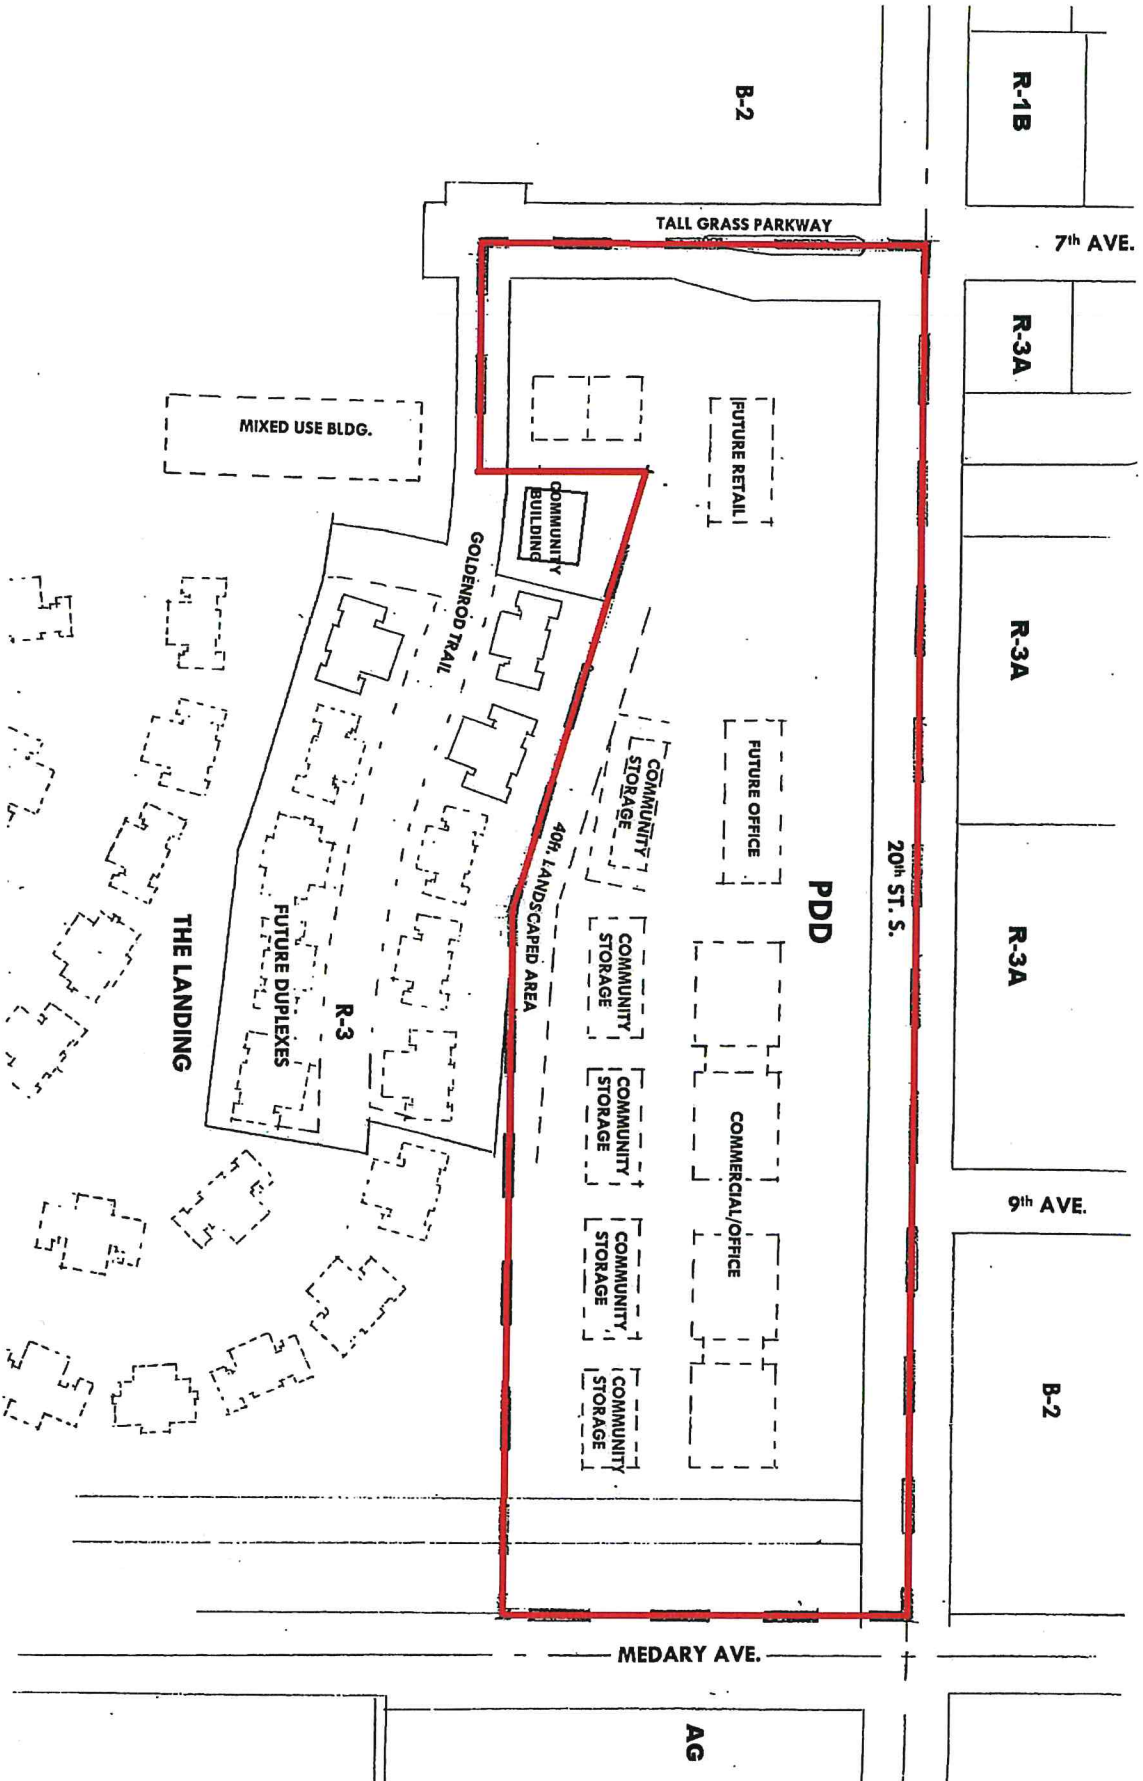 R-1B
B-2
TALL GRASS PARKWAY
7th AVE.
R-3A
MIXED USE BLDG.
FUTURE RETAIL
COMMUNITY
BUILDING
GOLDENROD TRAIL
R-3A
COMMUNITY
STORAGE
FUTURE OFFICE
40ft. LANDSCAPED AREA
20th ST. S.
PDD
R-3A
THE LANDING
FUTURE DUPLEXES
R-3
COMMUNITY
STORAGE
COMMUNITY
STORAGE
COMMERCIAL/OFFICE
9th AVE.
COMMUNITY
STORAGE
COMMUNITY
STORAGE
B-2
MEDARY AVE.
AG